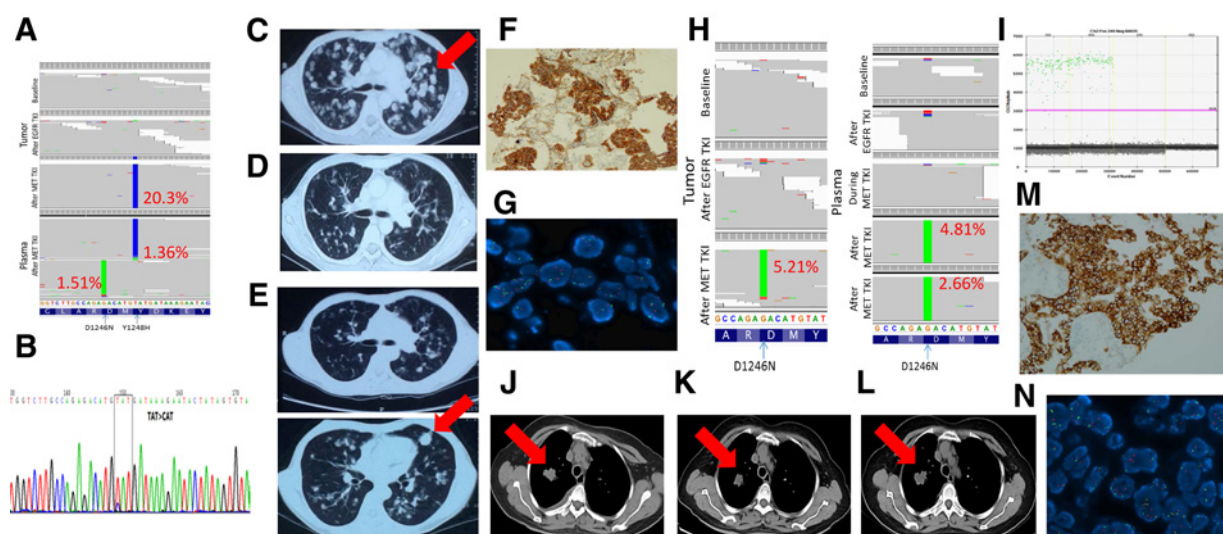 A
Baseline
Tumor
After EGFR TKI
After MET TKI
20.3%
Plasma
After MET TKI
1.36%
1.51%
G L A R D M Y D K E Y
D1246N
Y1248H
B
TAT>CAT
C
D
E
F
G
H
Tumor
Baseline
After EGFR TKI
After MET TKI
5.21%
GCCAGAGACATGTAT
A R D M Y
D1246N
Plasma
Baseline
After EGFR TKI
During MET TKI
After MET TKI
4.81%
After MET TKI
2.66%
GCCAGAGACATGTAT
A R D M Y
D1246N
I
Event Number
J
K
L
M
N